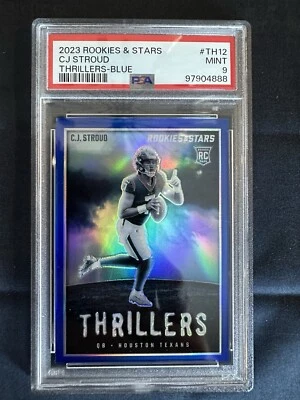 2023 ROOKIES & STARS #TH12
CJ STROUD MINT
THRILLERS-BLUE PSA 9
97904888
C.J. STROUD ROOKIES & STARS
RC
THRILLERS
QB - HOUSTON TEXANS